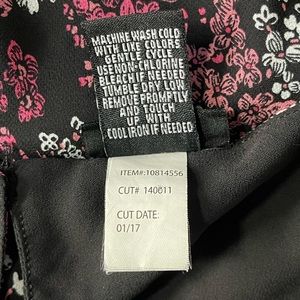 MACHINE WASH COLD
WITH LIKE COLORS
GENTLE CYCLE
USE NON-CHLORINE
BLEACH IF NEEDED
TUMBLE DRY LOW
REMOVE PROMPTLY
AND TOUCH
UP WITH
COOL IRON IF NEEDED
ITEM#:10814556
CUT# 140011
CUT DATE:
01/17